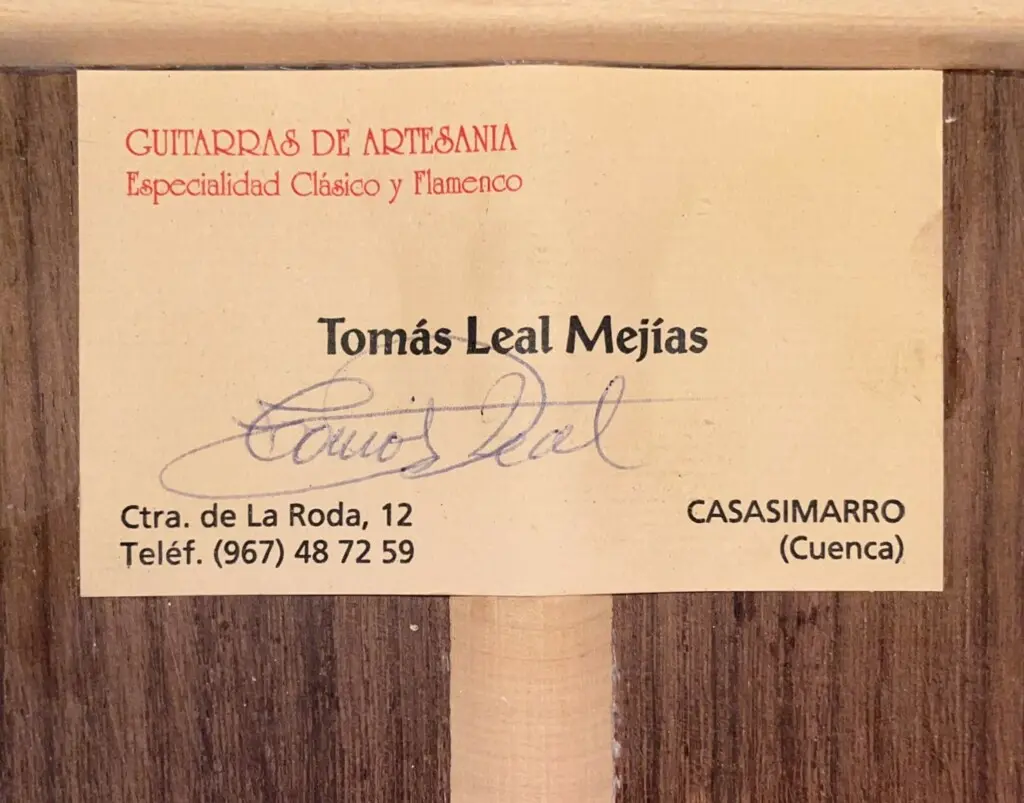 GUITARRAS DE ARTESANIA
Especialidad Clásico y Flamenco
Tomás Leal Mejías
Tomás Leal
Ctra. de La Roda, 12
Teléf. (967) 48 72 59
CASASIMARRO
(Cuenca)